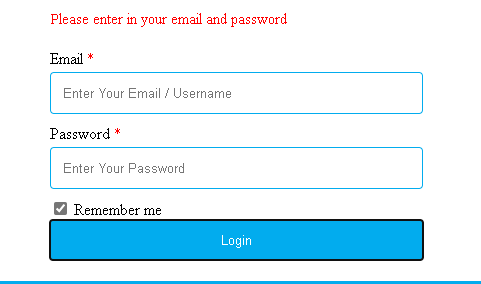 Please enter in your email and password
Email *
Enter Your Email / Username
Password *
Enter Your Password
Remember me
Login